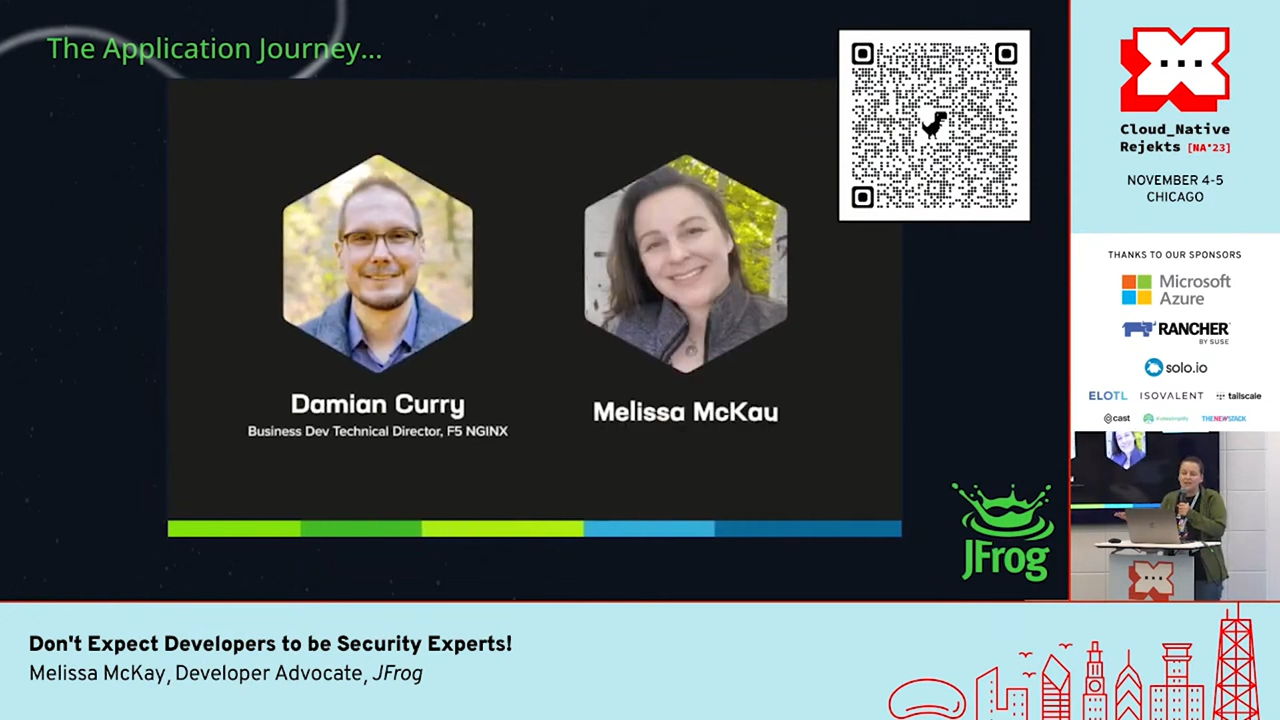 The Application Journey...
Damian Curry
Business Dev Technical Director, F5 NGINX
Melissa McKay
JFrog
Cloud_Native
Rejekts [NA'23]
NOVEMBER 4-5
CHICAGO
THANKS TO OUR SPONSORS
Microsoft
Azure
RANCHER
BY SUSE
solo.io
ELOTL ISOVALENT tailscale
cast THENEWSTACK
Don't Expect Developers to be Security Experts!
Melissa McKay, Developer Advocate, JFrog